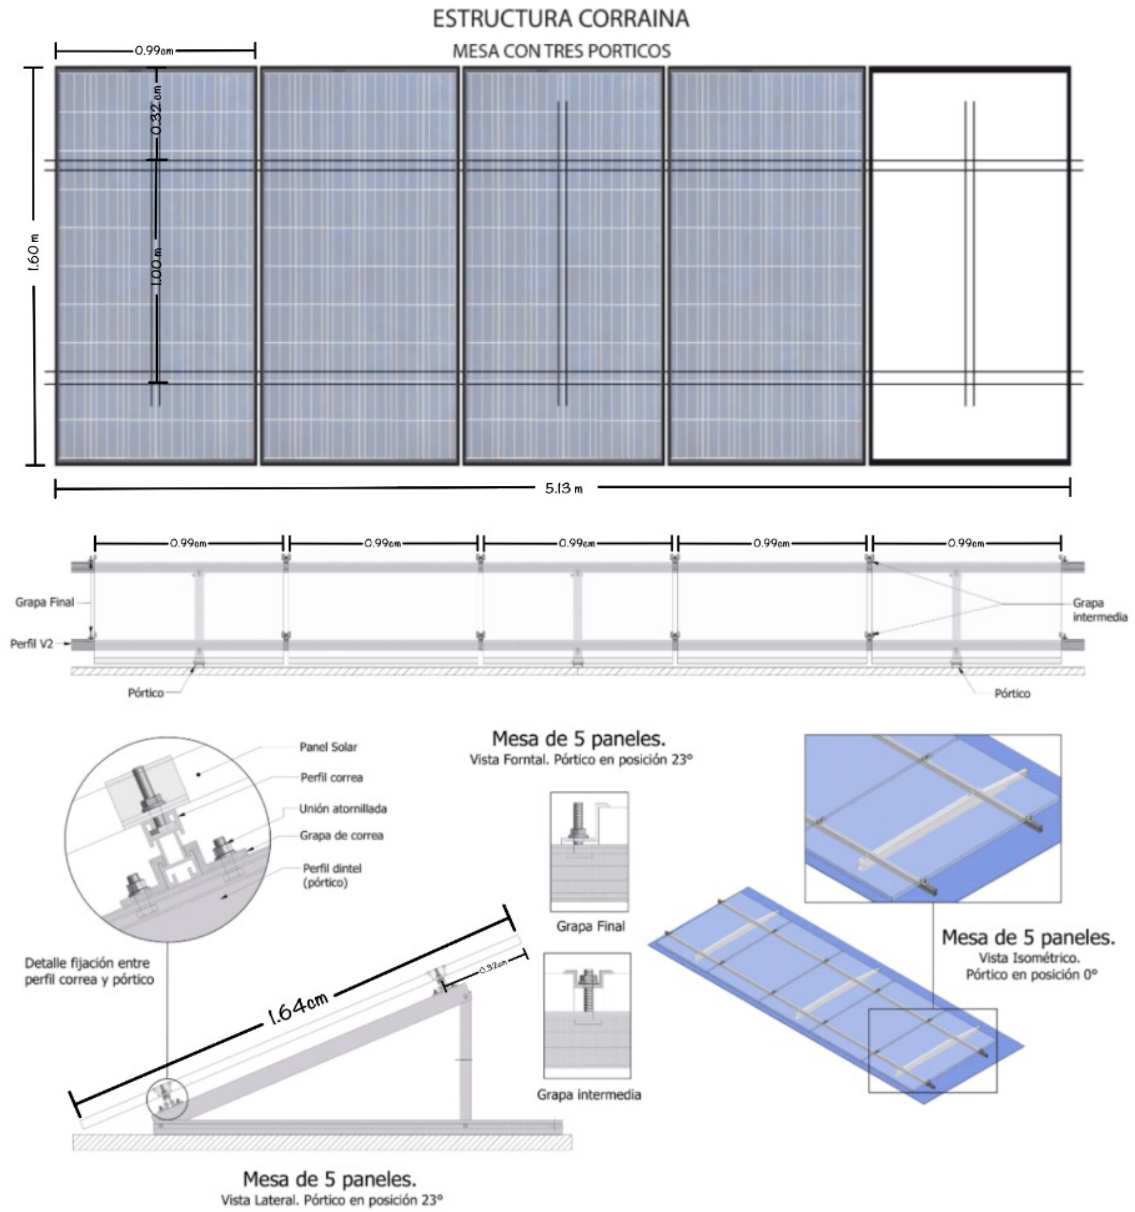 ESTRUCTURA CORRAINA
MESA CON TRES PORTICOS
0.99cm
0.32 cm
1.00 m
1.60 m
5.13 m
0.99cm
0.99cm
0.99cm
0.99cm
0.99cm
Grapa Final
Grapa
intermedia
Perfil V2
Pórtico
Pórtico
Mesa de 5 paneles.
Vista Forntal. Pórtico en posición 23°
Panel Solar
Perfil correa
Unión atornillada
Grapa de correa
Perfil dintel
(pórtico)
Detalle fijación entre
perfil correa y pórtico
Grapa Final
Grapa intermedia
Mesa de 5 paneles.
Vista Isométrico.
Pórtico en posición 0°
1.64cm
0.32cm
Mesa de 5 paneles.
Vista Lateral. Pórtico en posición 23°